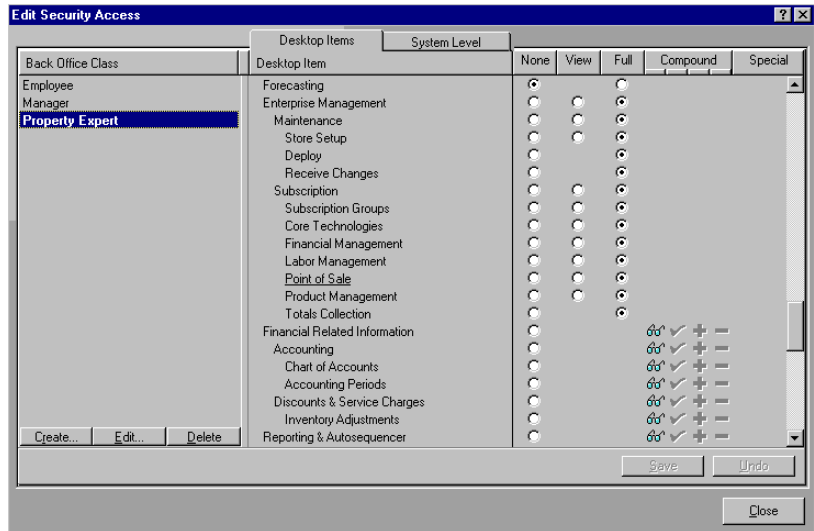 Edit Security Access
Desktop Items System Level
Back Office Class Desktop Item None View Full Compound Special
Employee Forecasting
Manager Enterprise Management
Property Expert Maintenance
Store Setup
Deploy
Receive Changes
Subscription
Subscription Groups
Core Technologies
Financial Management
Labor Management
Point of Sale
Product Management
Totals Collection
Financial Related Information
Accounting
Chart of Accounts
Accounting Periods
Discounts & Service Charges
Inventory Adjustments
Create... Edit... Delete Reporting & Autosequencer
Save Undo
Close